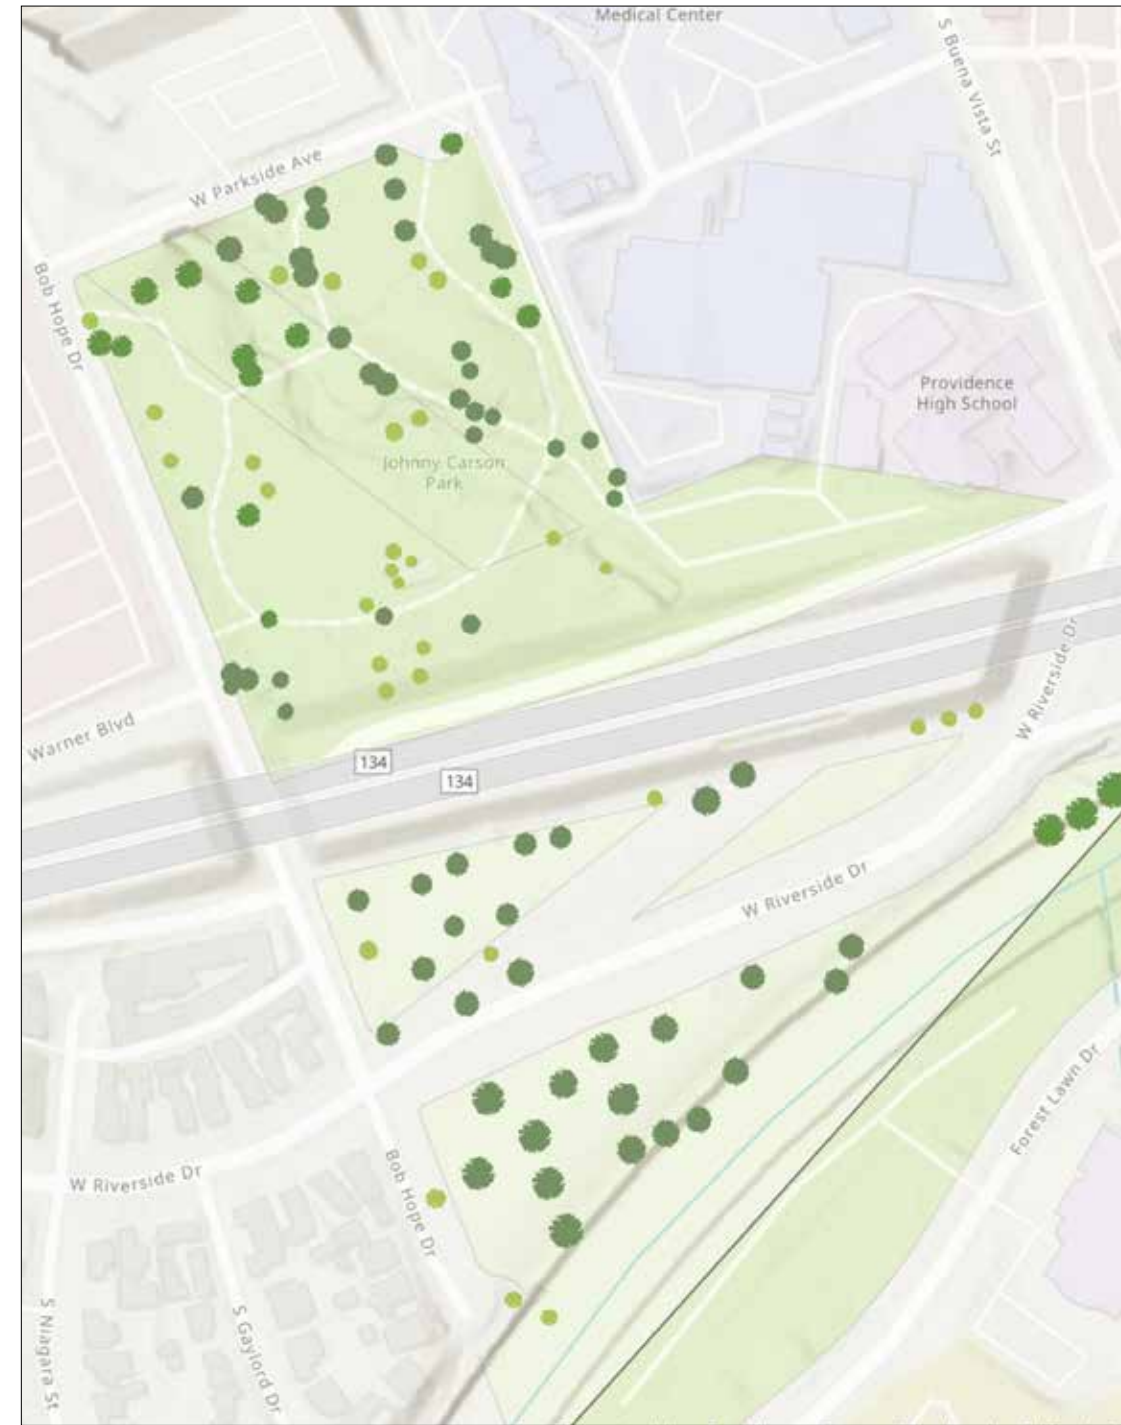 Medical Center
S Buena Vista St
W Parkside Ave
Bob Hope Dr
Providence
High School
Johnny Carson
Park
W Riverside Dr
Warner Blvd
134
134
W Riverside Dr
Forest Lawn Dr
W Riverside Dr
Bob Hope Dr
S Niagara St
S Gaylord Dr